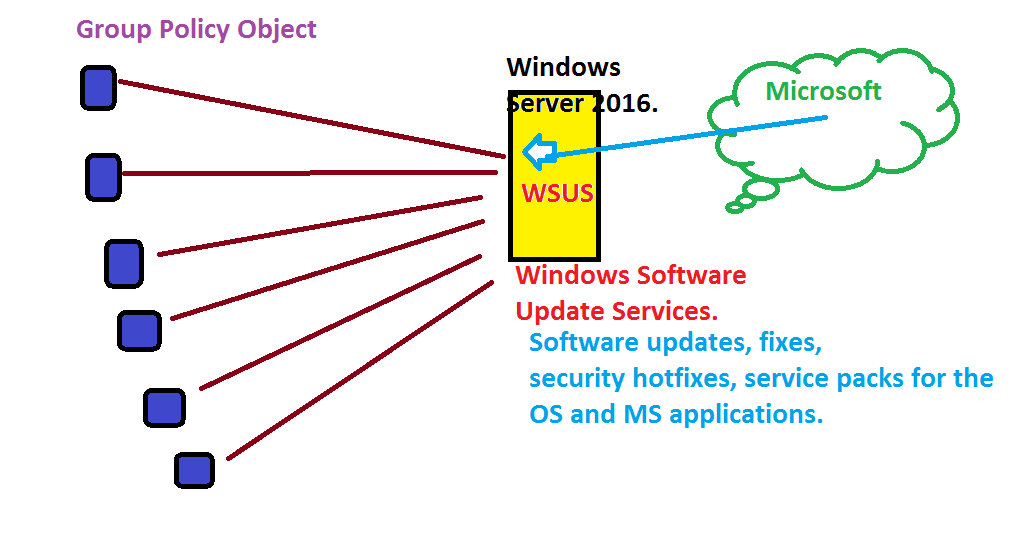 Group Policy Object
Windows
Server 2016.
Microsoft
WSUS
Windows Software
Update Services.
Software updates, fixes,
security hotfixes, service packs for the
OS and MS applications.